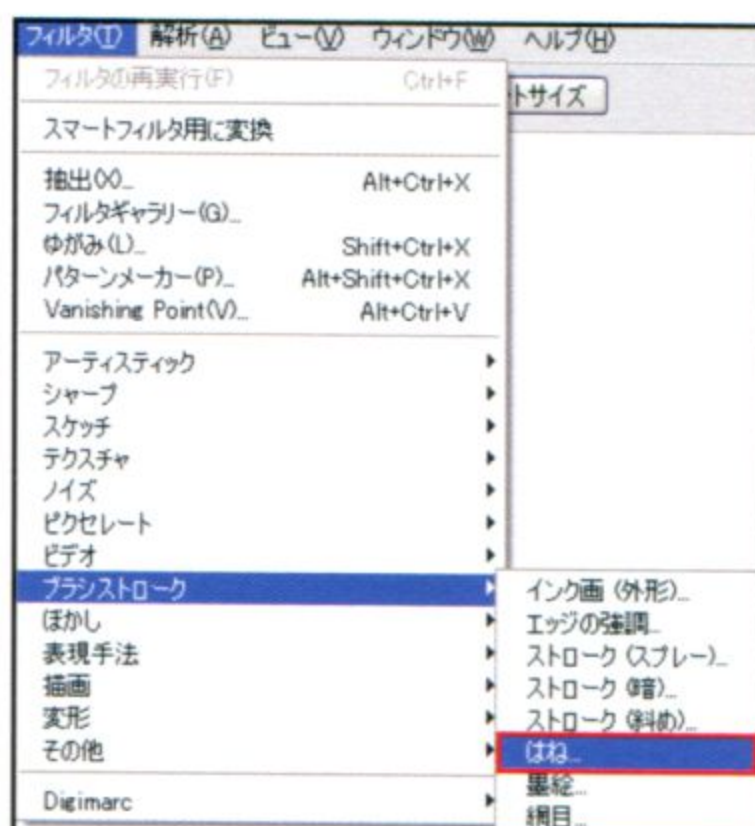 フィルタ(T) 解析(A) ビュー(V) ウィンドウ(W) ヘルプ(H)
フィルタの再実行(F) Ctrl+F
トサイズ
スマートフィルタ用に変換
抽出(X)... Alt+Ctrl+X
フィルタギャラリー(G)...
ゆがみ(L)... Shift+Ctrl+X
パターンメーカー(P)... Alt+Shift+Ctrl+X
Vanishing Point(V)... Alt+Ctrl+V
アーティスティック
シャープ
スケッチ
テクスチャ
ノイズ
ピクセレート
ビデオ
ブラシストローク
インク画 (外形)...
ぼかし
エッジの強調...
表現手法
ストローク (スプレー)...
描画
ストローク (暗)...
変形
ストローク (斜め)...
その他
はね...
墨絵...
Digimarc
網目...